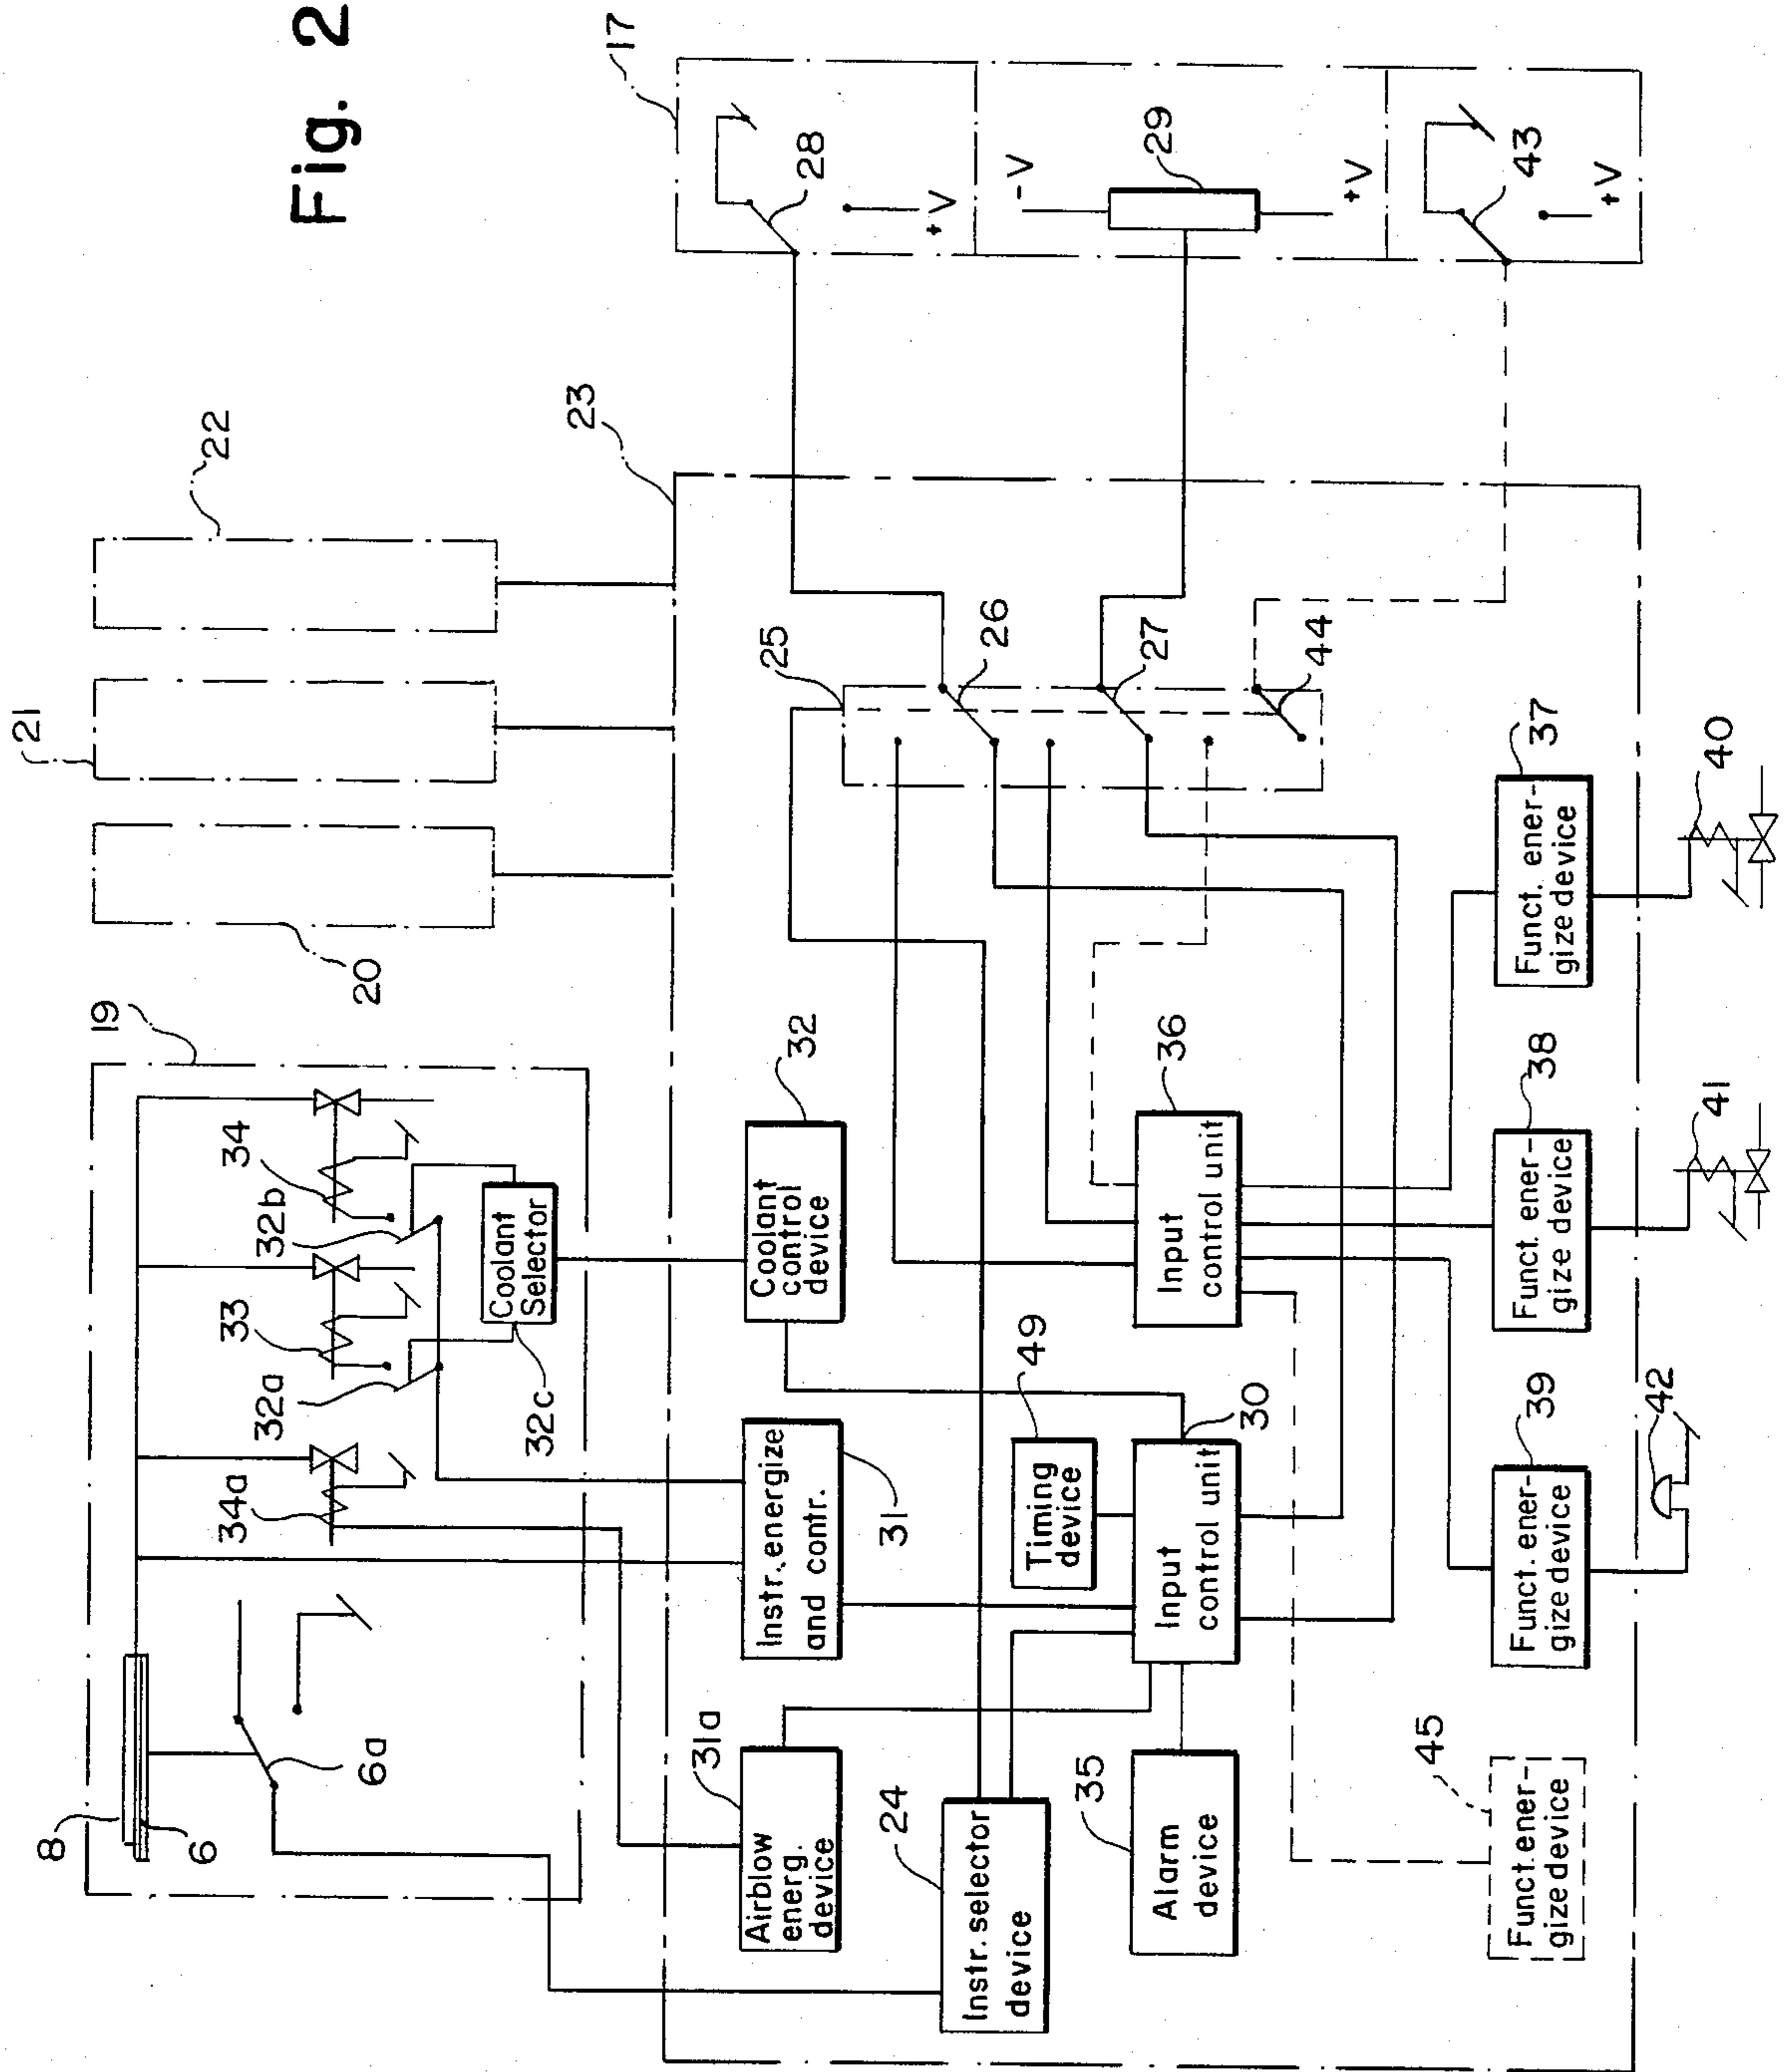 Fig. 2
8
6
6a
34a
32a
33
32b
34
19
20
21
22
32c
Coolant
Selector
17
28
+V
-V
29
+V
43
+V
23
31a
Airblow
energ.
device
Instr. energize
and contr.
31
Coolant
control
device
32
25
26
27
44
24
Instr. selector
device
35
Alarm
device
Timing
device
49
30
Input
control unit
36
Input
control unit
45
Funct. ener-
gize device
39
Funct. ener-
gize device
42
38
Funct. ener-
gize device
41
37
Funct. ener-
gize device
40